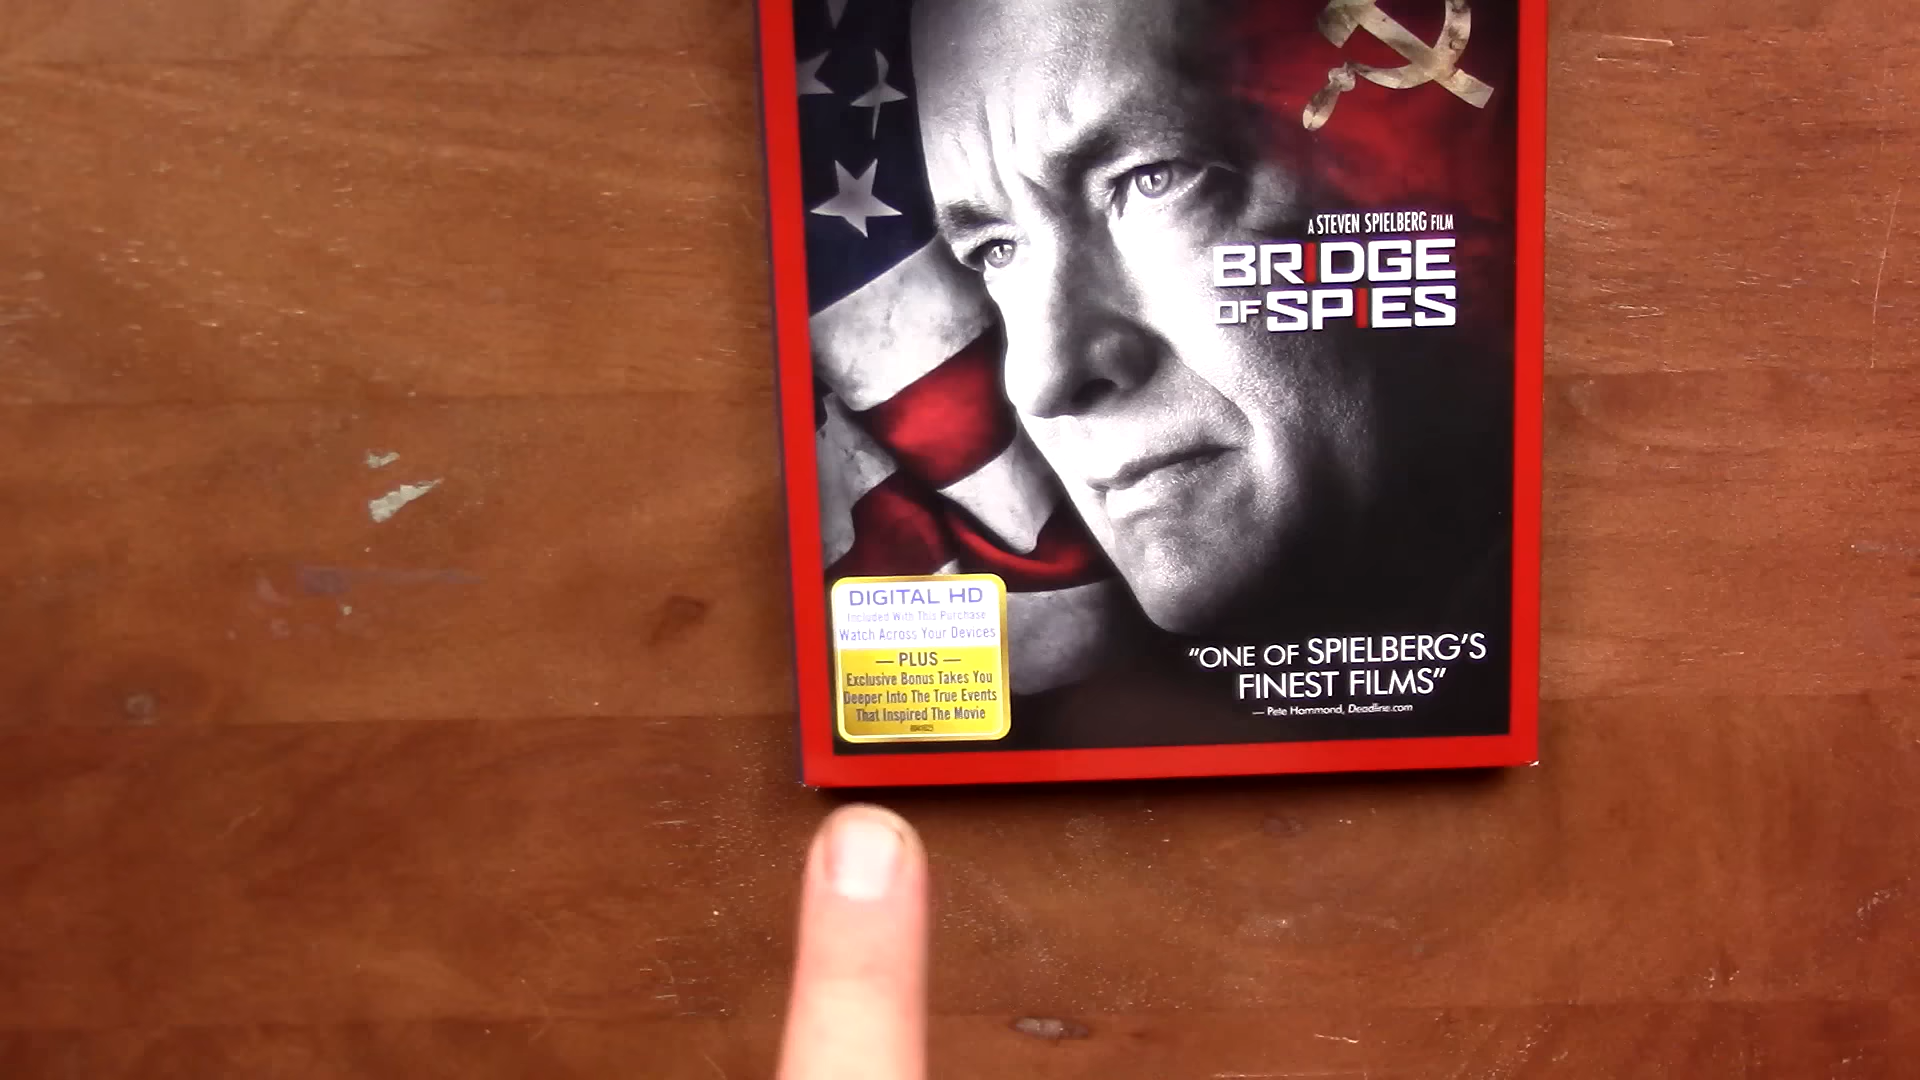 A STEVEN SPIELBERG FILM
BRIDGE
OF SPIES
DIGITAL HD
Included With This Purchase
Watch Across Your Devices
— PLUS —
Exclusive Bonus Takes You
Deeper Into The True Events
That Inspired The Movie
"ONE OF SPIELBERG'S
FINEST FILMS"
— Pete Hammond, Deadline.com